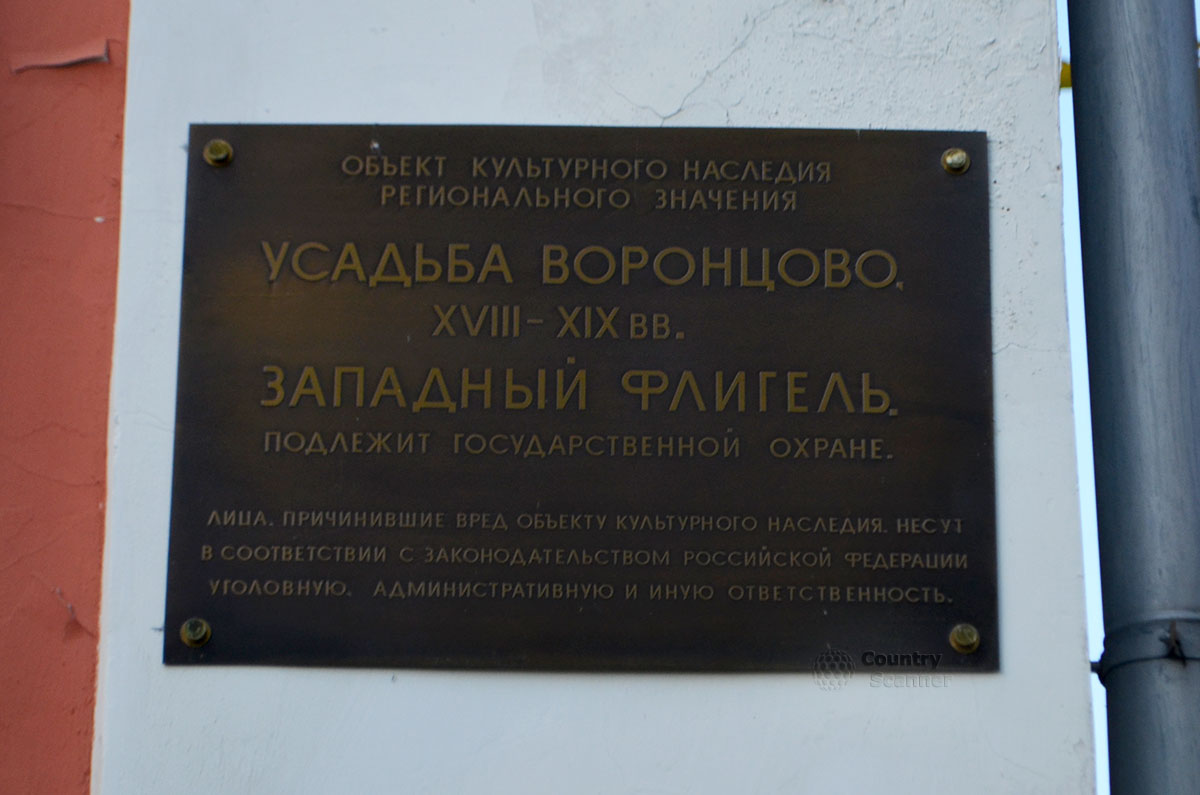 ОБЪЕКТ КУЛЬТУРНОГО НАСЛЕДИЯ
РЕГИОНАЛЬНОГО ЗНАЧЕНИЯ
УСАДЬБА ВОРОНЦОВО,
XVIII – XIX ВВ.
ЗАПАДНЫЙ ФЛИГЕЛЬ.
ПОДЛЕЖИТ ГОСУДАРСТВЕННОЙ ОХРАНЕ.
ЛИЦА, ПРИЧИНИВШИЕ ВРЕД ОБЪЕКТУ КУЛЬТУРНОГО НАСЛЕДИЯ, НЕСУТ
В СООТВЕТСТВИИ С ЗАКОНОДАТЕЛЬСТВОМ РОССИЙСКОЙ ФЕДЕРАЦИИ
УГОЛОВНУЮ, АДМИНИСТРАТИВНУЮ И ИНУЮ ОТВЕТСТВЕННОСТЬ.
Country
Scanner